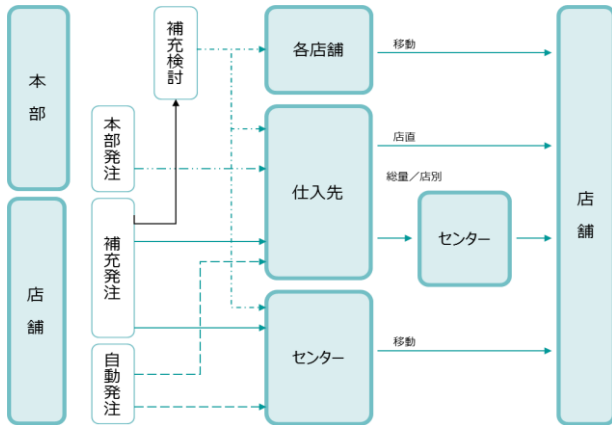 本部
店舗
補充検討
本部発注
補充発注
自動発注
各店舗
仕入先
センター
移動
店直
総量／店別
センター
移動
店舗